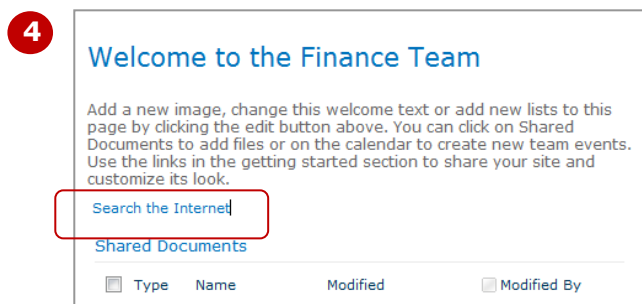 4
Welcome to the Finance Team
Add a new image, change this welcome text or add new lists to this
page by clicking the edit button above. You can click on Shared
Documents to add files or on the calendar to create new team events.
Use the links in the getting started section to share your site and
customize its look.
Search the Internet
Shared Documents
Type Name Modified Modified By